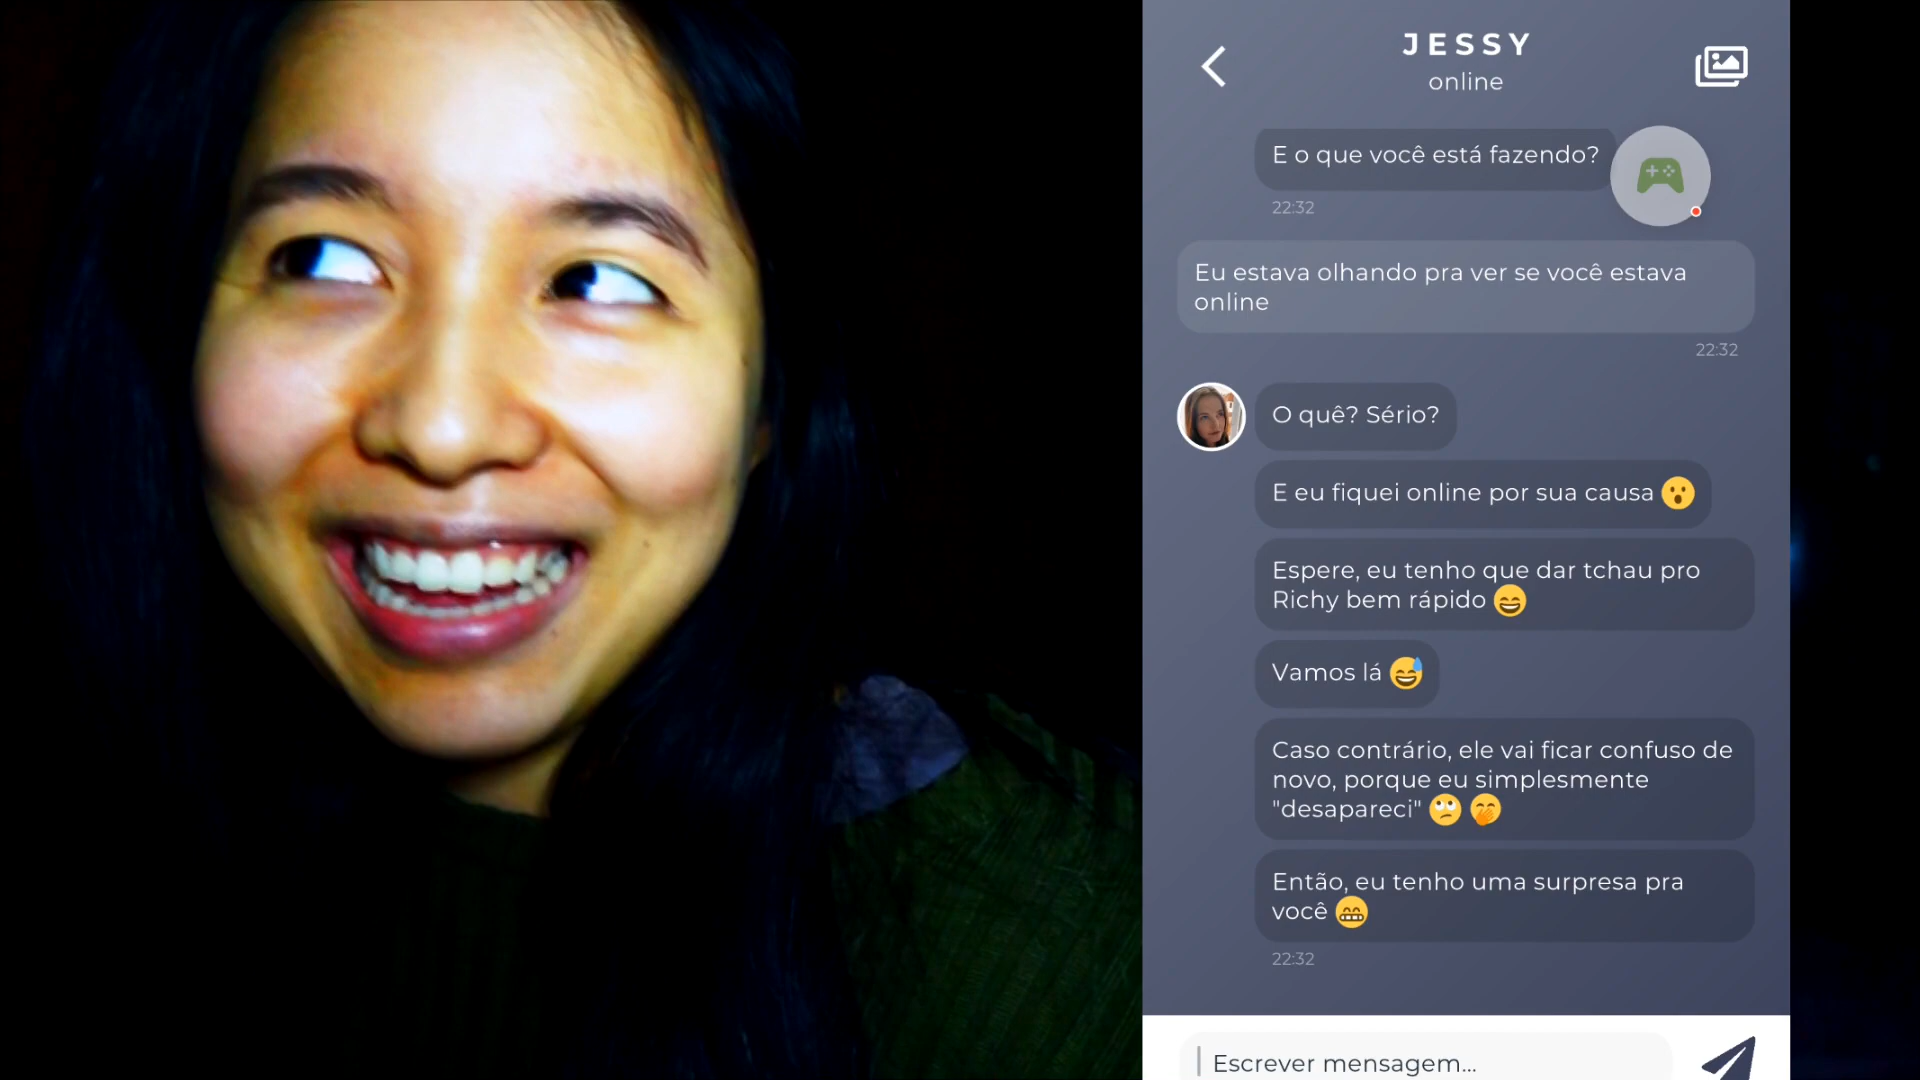 JESSY
online
E o que você está fazendo?
22:32
Eu estava olhando pra ver se você estava
online
22:32
O quê? Sério?
E eu fiquei online por sua causa 😮
Espere, eu tenho que dar tchau pro
Richy bem rápido 😄
Vamos lá 😅
Caso contrário, ele vai ficar confuso de
novo, porque eu simplesmente
"desapareci" 🙄 🤭
Então, eu tenho uma surpresa pra
você 😁
22:32
Escrever mensagem...